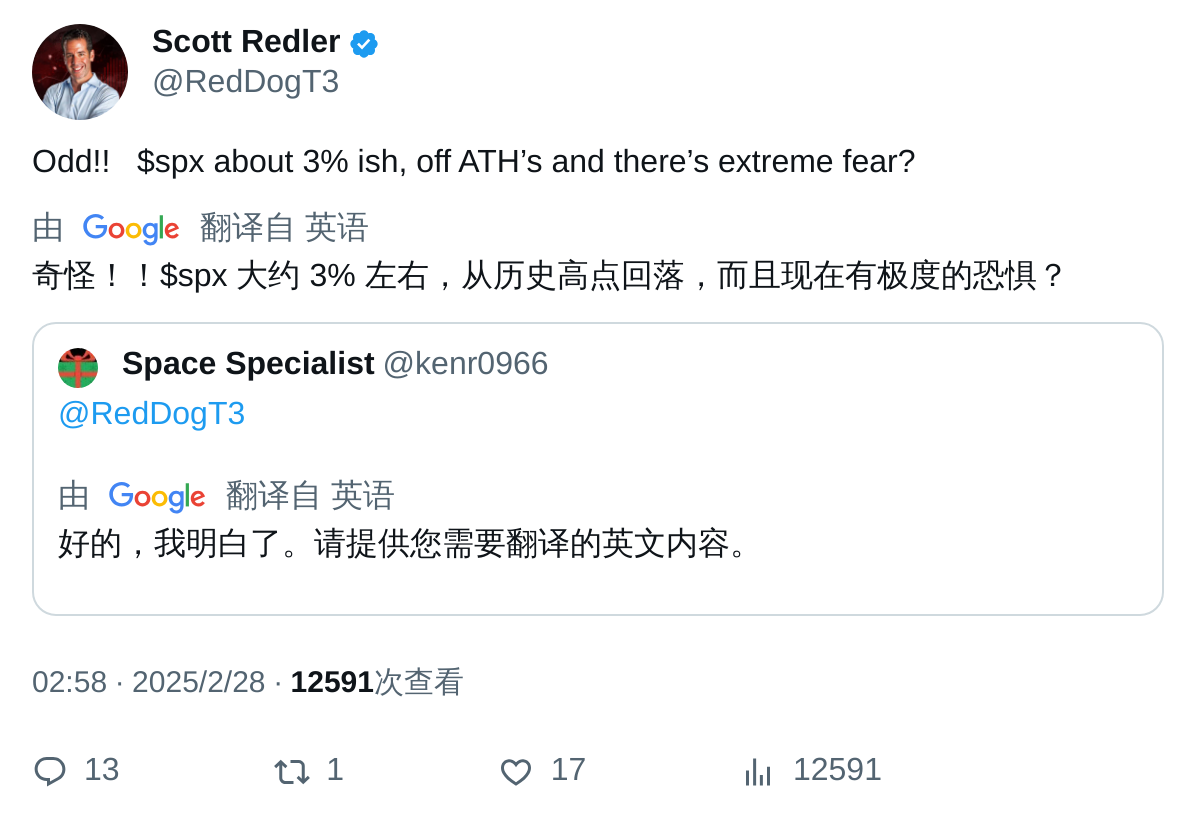 Scott Redler
@RedDogT3
Odd!! $spx about 3% ish, off ATH’s and there’s extreme fear?
由 Google 翻译自 英语
奇怪！！$spx 大约 3% 左右，从历史高点回落，而且现在有极度的恐惧？
Space Specialist @kenr0966
@RedDogT3
由 Google 翻译自 英语
好的，我明白了。请提供您需要翻译的英文内容。
02:58 · 2025/2/28 · 12591次查看
13 1 17 12591